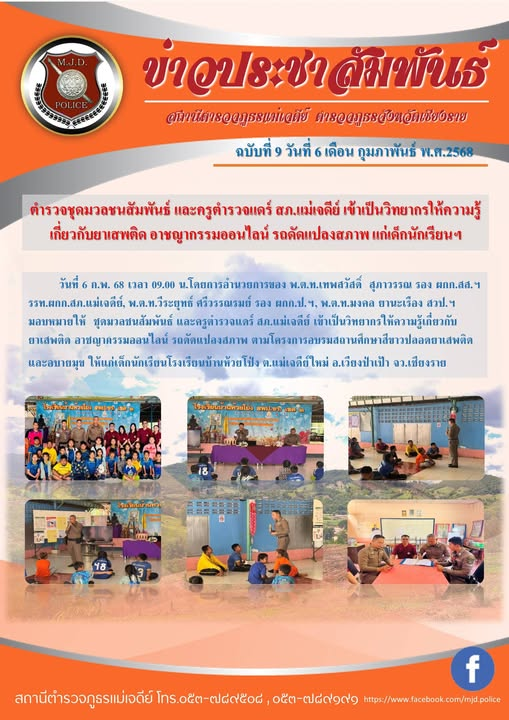 M.J.D.
POLICE
ข่าวประชาสัมพันธ์
สถานีตำรวจภูธรแม่เจดีย์ ตำรวจภูธรจังหวัดเชียงราย
ฉบับที่ 9 วันที่ 6 เดือน กุมภาพันธ์ พ.ศ.2568
ตำรวจชุดมวลชนสัมพันธ์ และครูตำรวจแดร์ สภ.แม่เจดีย์ เข้าเป็นวิทยากรให้ความรู้
เกี่ยวกับยาเสพติด อาชญากรรมออนไลน์ รถดัดแปลงสภาพ แก่เด็กนักเรียนฯ
วันที่ 6 ก.พ. 68 เวลา 09.00 น.โดยการอำนวยการของ พ.ต.ท.เทพสวัสดิ์ สุภาวรรณ รอง ผกก.สส.ฯ
รรท.ผกก.สภ.แม่เจดีย์, พ.ต.ท.วีระยุทธ์ ศรีวรรณรมย์ รอง ผกก.ป.ฯ, พ.ต.ท.มงคล ยานะเรือง สวป.ฯ
มอบหมายให้ ชุดมวลชนสัมพันธ์ และครูตำรวจแดร์ สภ.แม่เจดีย์ เข้าเป็นวิทยากรให้ความรู้เกี่ยวกับ
ยาเสพติด อาชญากรรมออนไลน์ รถดัดแปลงสภาพ ตามโครงการอบรมสถานศึกษาสีขาวปลอดยาเสพติด
และอบายมุข ให้แก่เด็กนักเรียนโรงเรียนบ้านห้วยโป่ง ต.แม่เจดีย์ใหม่ อ.เวียงป่าเป้า จว.เชียงราย
สถานีตำรวจภูธรแม่เจดีย์ โทร.๐๕๓-๗๘๙๕๐๘ , ๐๕๓-๗๘๙๑๙๑ https://www.facebook.com/mjd.police